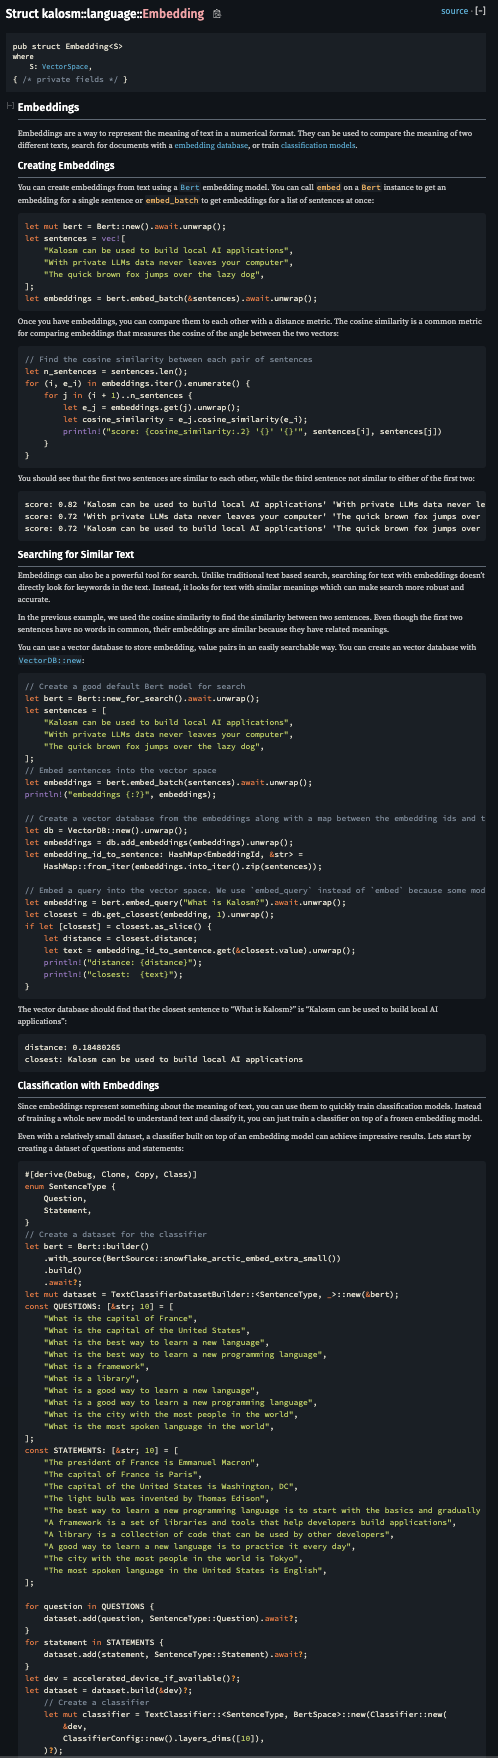 Struct kalosm::language::Embedding
source · [-]
pub struct Embedding<S>
where
    S: VectorSpace,
{ /* private fields */ }
[-] Embeddings
Embeddings are a way to represent the meaning of text in a numerical format. They can be used to compare the meaning of two
different texts, search for documents with a embedding database, or train classification models.
Creating Embeddings
You can create embeddings from text using a Bert embedding model. You can call embed on a Bert instance to get an
embedding for a single sentence or embed_batch to get embeddings for a list of sentences at once:
let mut bert = Bert::new().await.unwrap();
let sentences = vec![
    "Kalosm can be used to build local AI applications",
    "With private LLMs data never leaves your computer",
    "The quick brown fox jumps over the lazy dog",
];
let embeddings = bert.embed_batch(&sentences).await.unwrap();
Once you have embeddings, you can compare them to each other with a distance metric. The cosine similarity is a common metric
for comparing embeddings that measures the cosine of the angle between the two vectors:
// Find the cosine similarity between each pair of sentences
let n_sentences = sentences.len();
for (i, e_i) in embeddings.iter().enumerate() {
    for j in (i + 1)..n_sentences {
        let e_j = embeddings.get(j).unwrap();
        let cosine_similarity = e_j.cosine_similarity(e_i);
        println!("score: {cosine_similarity:.2} '{}' '{}'", sentences[i], sentences[j])
    }
}
You should see that the first two sentences are similar to each other, while the third sentence not similar to either of the first two:
score: 0.82 'Kalosm can be used to build local AI applications' 'With private LLMs data never le
score: 0.72 'With private LLMs data never leaves your computer' 'The quick brown fox jumps over
score: 0.72 'Kalosm can be used to build local AI applications' 'The quick brown fox jumps over
Searching for Similar Text
Embeddings can also be a powerful tool for search. Unlike traditional text based search, searching for text with embeddings doesn't
directly look for keywords in the text. Instead, it looks for text with similar meanings which can make search more robust and
accurate.
In the previous example, we used the cosine similarity to find the similarity between two sentences. Even though the first two
sentences have no words in common, their embeddings are similar because they have related meanings.
You can use a vector database to store embedding, value pairs in an easily searchable way. You can create an vector database with
VectorDB::new:
// Create a good default Bert model for search
let bert = Bert::new_for_search().await.unwrap();
let sentences = [
    "Kalosm can be used to build local AI applications",
    "With private LLMs data never leaves your computer",
    "The quick brown fox jumps over the lazy dog",
];
// Embed sentences into the vector space
let embeddings = bert.embed_batch(sentences).await.unwrap();
println!("embeddings {:?}", embeddings);
// Create a vector database from the embeddings along with a map between the embedding ids and t
let db = VectorDB::new().unwrap();
let embeddings = db.add_embeddings(embeddings).unwrap();
let embedding_id_to_sentence: HashMap<EmbeddingId, &str> =
    HashMap::from_iter(embeddings.into_iter().zip(sentences));
// Embed a query into the vector space. We use `embed_query` instead of `embed` because some mod
let embedding = bert.embed_query("What is Kalosm?").await.unwrap();
let closest = db.get_closest(embedding, 1).unwrap();
if let [closest] = closest.as_slice() {
    let distance = closest.distance;
    let text = embedding_id_to_sentence.get(&closest.value).unwrap();
    println!("distance: {distance}");
    println!("closest:  {text}");
}
The vector database should find that the closest sentence to "What is Kalosm?" is "Kalosm can be used to build local AI
applications":
distance: 0.18480265
closest: Kalosm can be used to build local AI applications
Classification with Embeddings
Since embeddings represent something about the meaning of text, you can use them to quickly train classification models. Instead
of training a whole new model to understand text and classify it, you can just train a classifier on top of a frozen embedding model.
Even with a relatively small dataset, a classifier built on top of an embedding model can achieve impressive results. Lets start by
creating a dataset of questions and statements:
#[derive(Debug, Clone, Copy, Class)]
enum SentenceType {
    Question,
    Statement,
}
// Create a dataset for the classifier
let bert = Bert::builder()
    .with_source(BertSource::snowflake_arctic_embed_extra_small())
    .build()
    .await?;
let mut dataset = TextClassifierDatasetBuilder::<SentenceType, _>::new(&bert);
const QUESTIONS: [&str; 10] = [
    "What is the capital of France",
    "What is the capital of the United States",
    "What is the best way to learn a new language",
    "What is the best way to learn a new programming language",
    "What is a framework",
    "What is a library",
    "What is a good way to learn a new language",
    "What is a good way to learn a new programming language",
    "What is the city with the most people in the world",
    "What is the most spoken language in the world",
];
const STATEMENTS: [&str; 10] = [
    "The president of France is Emmanuel Macron",
    "The capital of France is Paris",
    "The capital of the United States is Washington, DC",
    "The light bulb was invented by Thomas Edison",
    "The best way to learn a new programming language is to start with the basics and gradually
    "A framework is a set of libraries and tools that help developers build applications",
    "A library is a collection of code that can be used by other developers",
    "A good way to learn a new language is to practice it every day",
    "The city with the most people in the world is Tokyo",
    "The most spoken language in the United States is English",
];
for question in QUESTIONS {
    dataset.add(question, SentenceType::Question).await?;
}
for statement in STATEMENTS {
    dataset.add(statement, SentenceType::Statement).await?;
}
let dev = accelerated_device_if_available()?;
let dataset = dataset.build(&dev)?;
    // Create a classifier
    let mut classifier = TextClassifier::<SentenceType, BertSpace>::new(Classifier::new(
        &dev,
        ClassifierConfig::new().layers_dims([10]),
    )?);